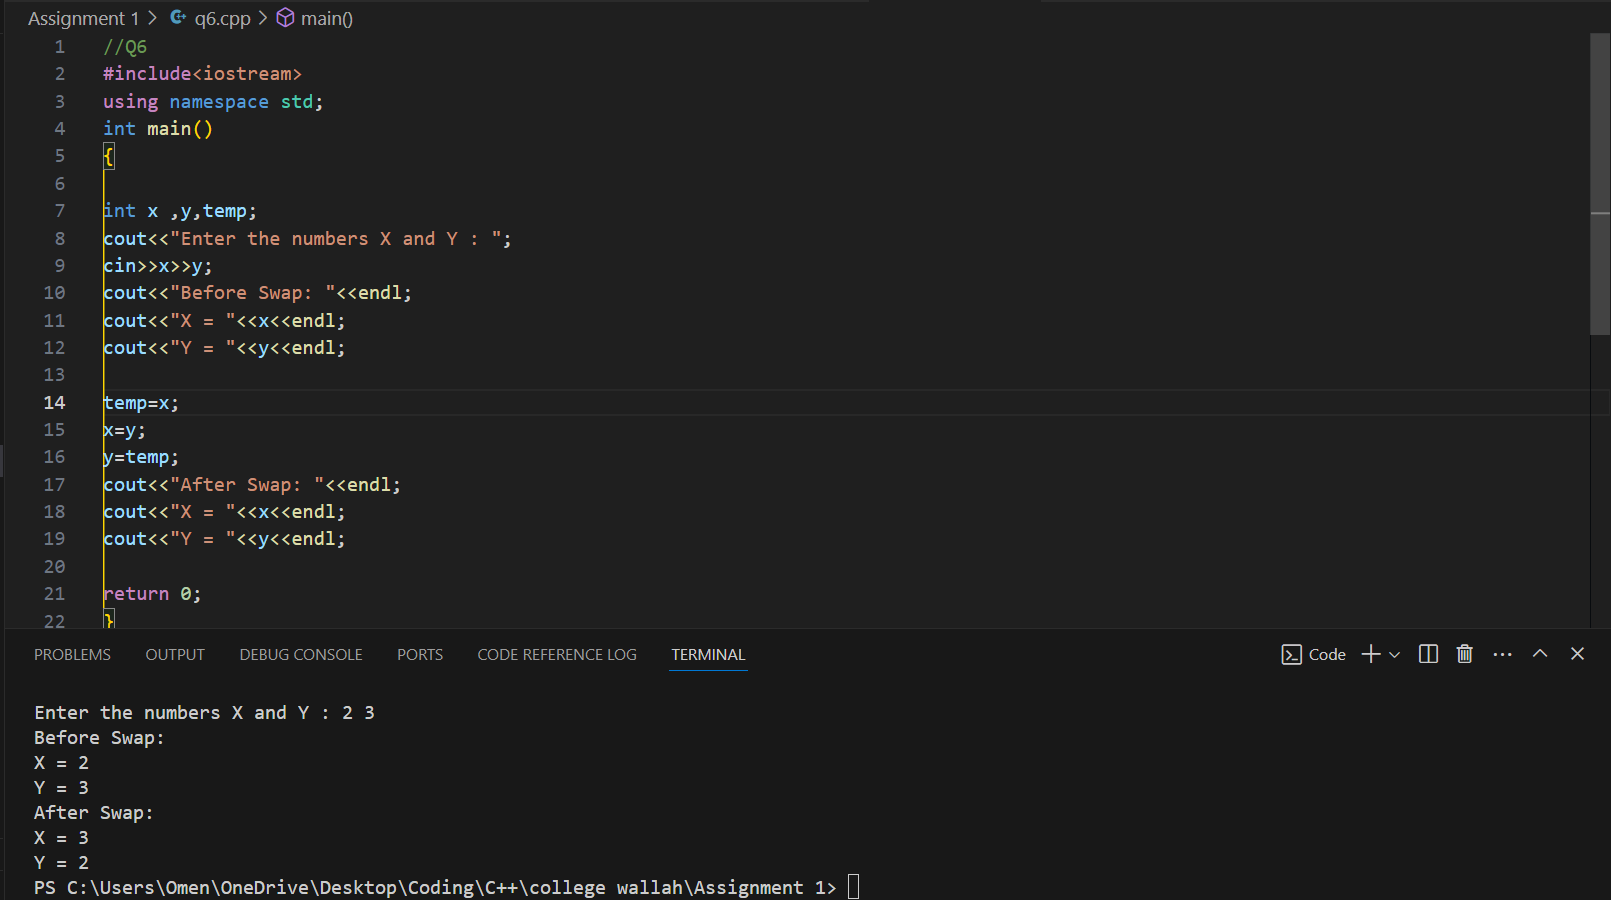 Assignment 1 > q6.cpp > main()
1 //Q6
2 #include<iostream>
3 using namespace std;
4 int main()
5 {
6
7 int x ,y,temp;
8 cout<<"Enter the numbers X and Y : ";
9 cin>>x>>y;
10 cout<<"Before Swap: "<<endl;
11 cout<<"X = "<<x<<endl;
12 cout<<"Y = "<<y<<endl;
13
14 temp=x;
15 x=y;
16 y=temp;
17 cout<<"After Swap: "<<endl;
18 cout<<"X = "<<x<<endl;
19 cout<<"Y = "<<y<<endl;
20
21 return 0;
22 }
PROBLEMS OUTPUT DEBUG CONSOLE PORTS CODE REFERENCE LOG TERMINAL Code
Enter the numbers X and Y : 2 3
Before Swap:
X = 2
Y = 3
After Swap:
X = 3
Y = 2
PS C:\Users\Omen\OneDrive\Desktop\Coding\C++\college wallah\Assignment 1>